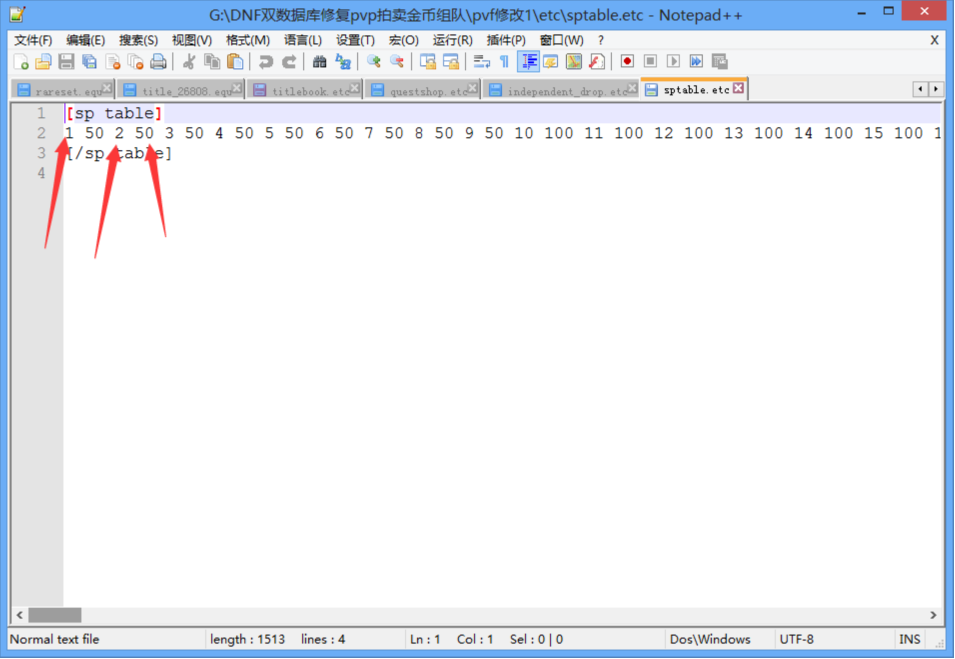 G:\DNF双数据库修复pvp拍卖金币组队\pvf修改1\etc\sptable.etc - Notepad++
文件(F) 编辑(E) 搜索(S) 视图(V) 格式(M) 语言(L) 设置(T) 宏(O) 运行(R) 插件(P) 窗口(W) ? X
rareset.equ title_26808.equ titlebook.etc questshop.etc independent_drop.etc sptable.etc
1 [sp table]
2 1 50 2 50 3 50 4 50 5 50 6 50 7 50 8 50 9 50 10 100 11 100 12 100 13 100 14 100 15 100 1
3 [/sp table]
4
Normal text file length : 1513 lines : 4 Ln : 1 Col : 1 Sel : 0 | 0 Dos\Windows UTF-8 INS